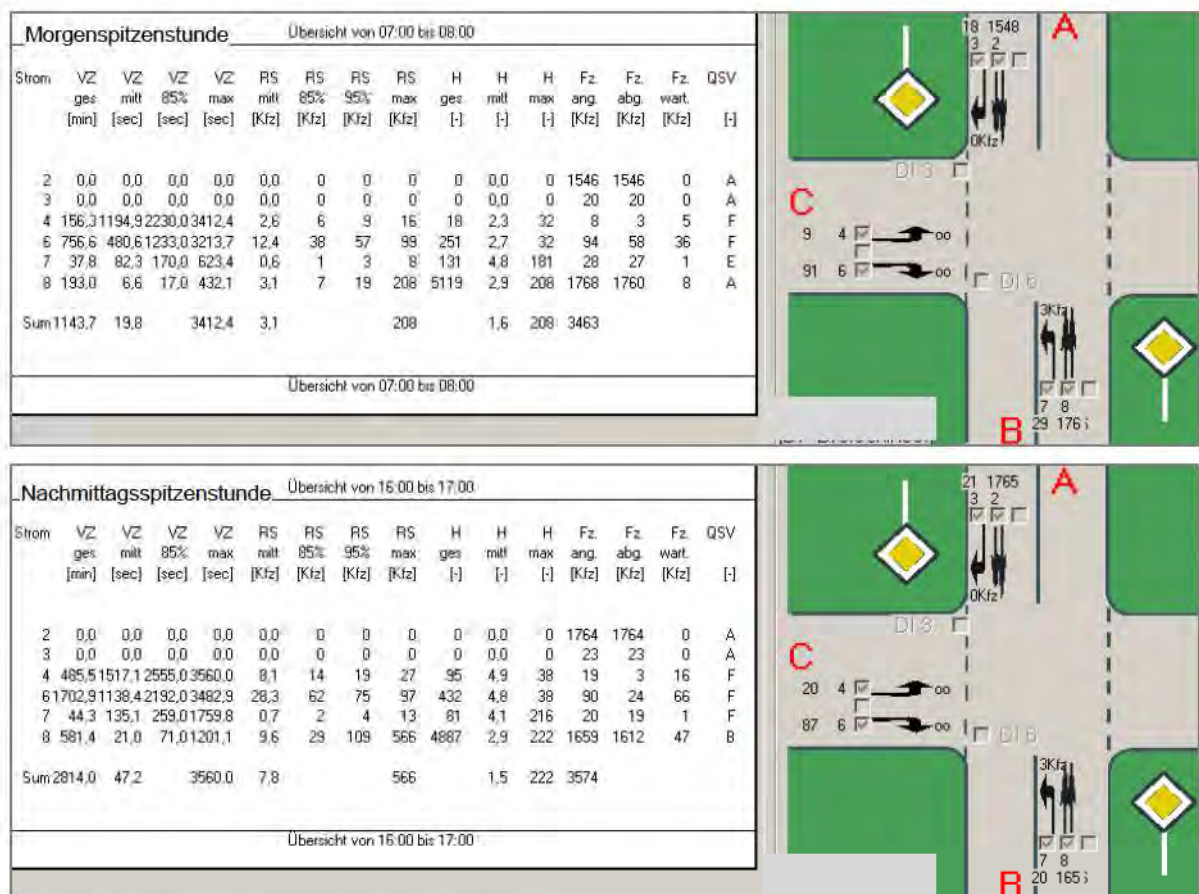 Morgenspitzenstunde Übersicht von 07:00 bis 08:00
Strom VZ VZ VZ VZ RS RS RS RS H H H Fz. Fz. Fz. QSV
ges mitt 85% max mitt 85% 95% max ges mitt max ang. abg. wart.
[min] [sec] [sec] [sec] [Kfz] [Kfz] [Kfz] [Kfz] [-] [-] [-] [Kfz] [Kfz] [Kfz] [-]
2 0,0 0,0 0,0 0,0 0,0 0 0 0 0 0,0 0 1546 1546 0 A
3 0,0 0,0 0,0 0,0 0,0 0 0 0 0 0,0 0 20 20 0 A
4 156,3 1194,9 2230,0 3412,4 2,6 6 9 16 18 2,3 32 8 3 5 F
6 756,6 480,6 1233,0 3213,7 12,4 38 57 99 251 2,7 32 94 58 36 F
7 37,8 82,3 170,0 623,4 0,6 1 3 8 131 4,8 181 28 27 1 E
8 193,0 6,6 17,0 432,1 3,1 7 19 208 5119 2,9 208 1768 1760 8 A
Sum 1143,7 19,8 3412,4 3,1 208 1,6 208 3463
Übersicht von 07:00 bis 08:00
18 1548 A
3 2
0Kfz
DI 3
C
9 4 oo
91 6 oo
DI 6
3Kfz
7 8
B 29 176
Nachmittagsspitzenstunde Übersicht von 16:00 bis 17:00
Strom VZ VZ VZ VZ RS RS RS RS H H H Fz. Fz. Fz. QSV
ges mitt 85% max mitt 85% 95% max ges mitt max ang. abg. wart.
[min] [sec] [sec] [sec] [Kfz] [Kfz] [Kfz] [Kfz] [-] [-] [-] [Kfz] [Kfz] [Kfz] [-]
2 0,0 0,0 0,0 0,0 0,0 0 0 0 0 0,0 0 1764 1764 0 A
3 0,0 0,0 0,0 0,0 0,0 0 0 0 0 0,0 0 23 23 0 A
4 485,5 1517,1 2555,0 3560,0 8,1 14 19 27 95 4,9 38 19 3 16 F
6 1702,9 1138,4 2192,0 3482,9 28,3 62 75 97 432 4,8 38 90 24 66 F
7 44,3 135,1 259,0 1759,8 0,7 2 4 13 81 4,1 216 20 19 1 F
8 581,4 21,0 71,0 1201,1 9,6 29 109 566 4887 2,9 222 1659 1612 47 B
Sum 2814,0 47,2 3560,0 7,8 566 1,5 222 3574
Übersicht von 16:00 bis 17:00
21 1765 A
3 2
0Kfz
DI 3
C
20 4 oo
87 6 oo
DI 6
3Kfz
7 8
B 20 165